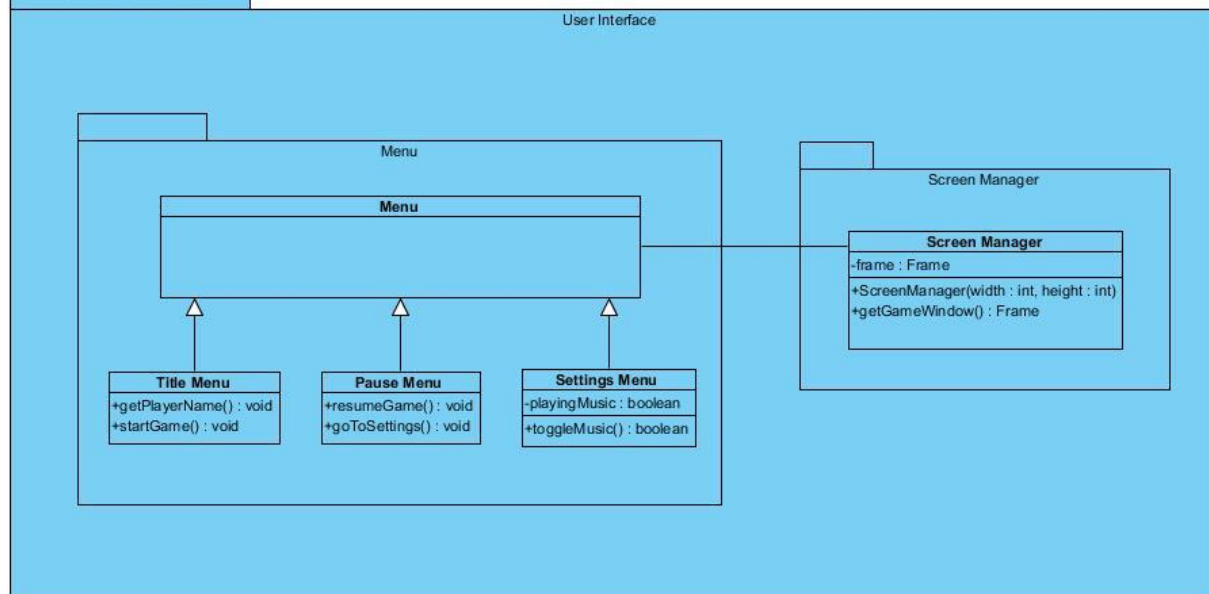 User Interface
Menu
Menu
Title Menu
+getPlayerName() : void
+startGame() : void
Pause Menu
+resumeGame() : void
+goToSettings() : void
Settings Menu
-playingMusic : boolean
+toggleMusic() : boolean
Screen Manager
Screen Manager
-frame : Frame
+ScreenManager(width : int, height : int)
+getGameWindow() : Frame